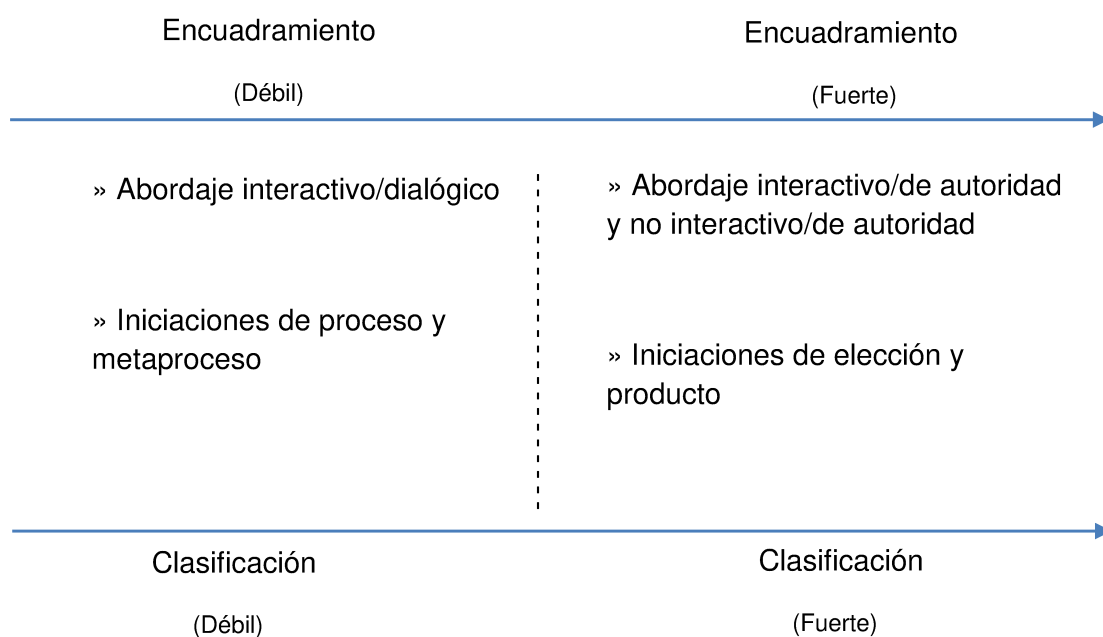 Encuadramiento
(Débil)
Encuadramiento
(Fuerte)
» Abordaje interactivo/dialógico
» Iniciaciones de proceso y
metaproceso
» Abordaje interactivo/de autoridad
y no interactivo/de autoridad
» Iniciaciones de elección y
producto
Clasificación
(Débil)
Clasificación
(Fuerte)